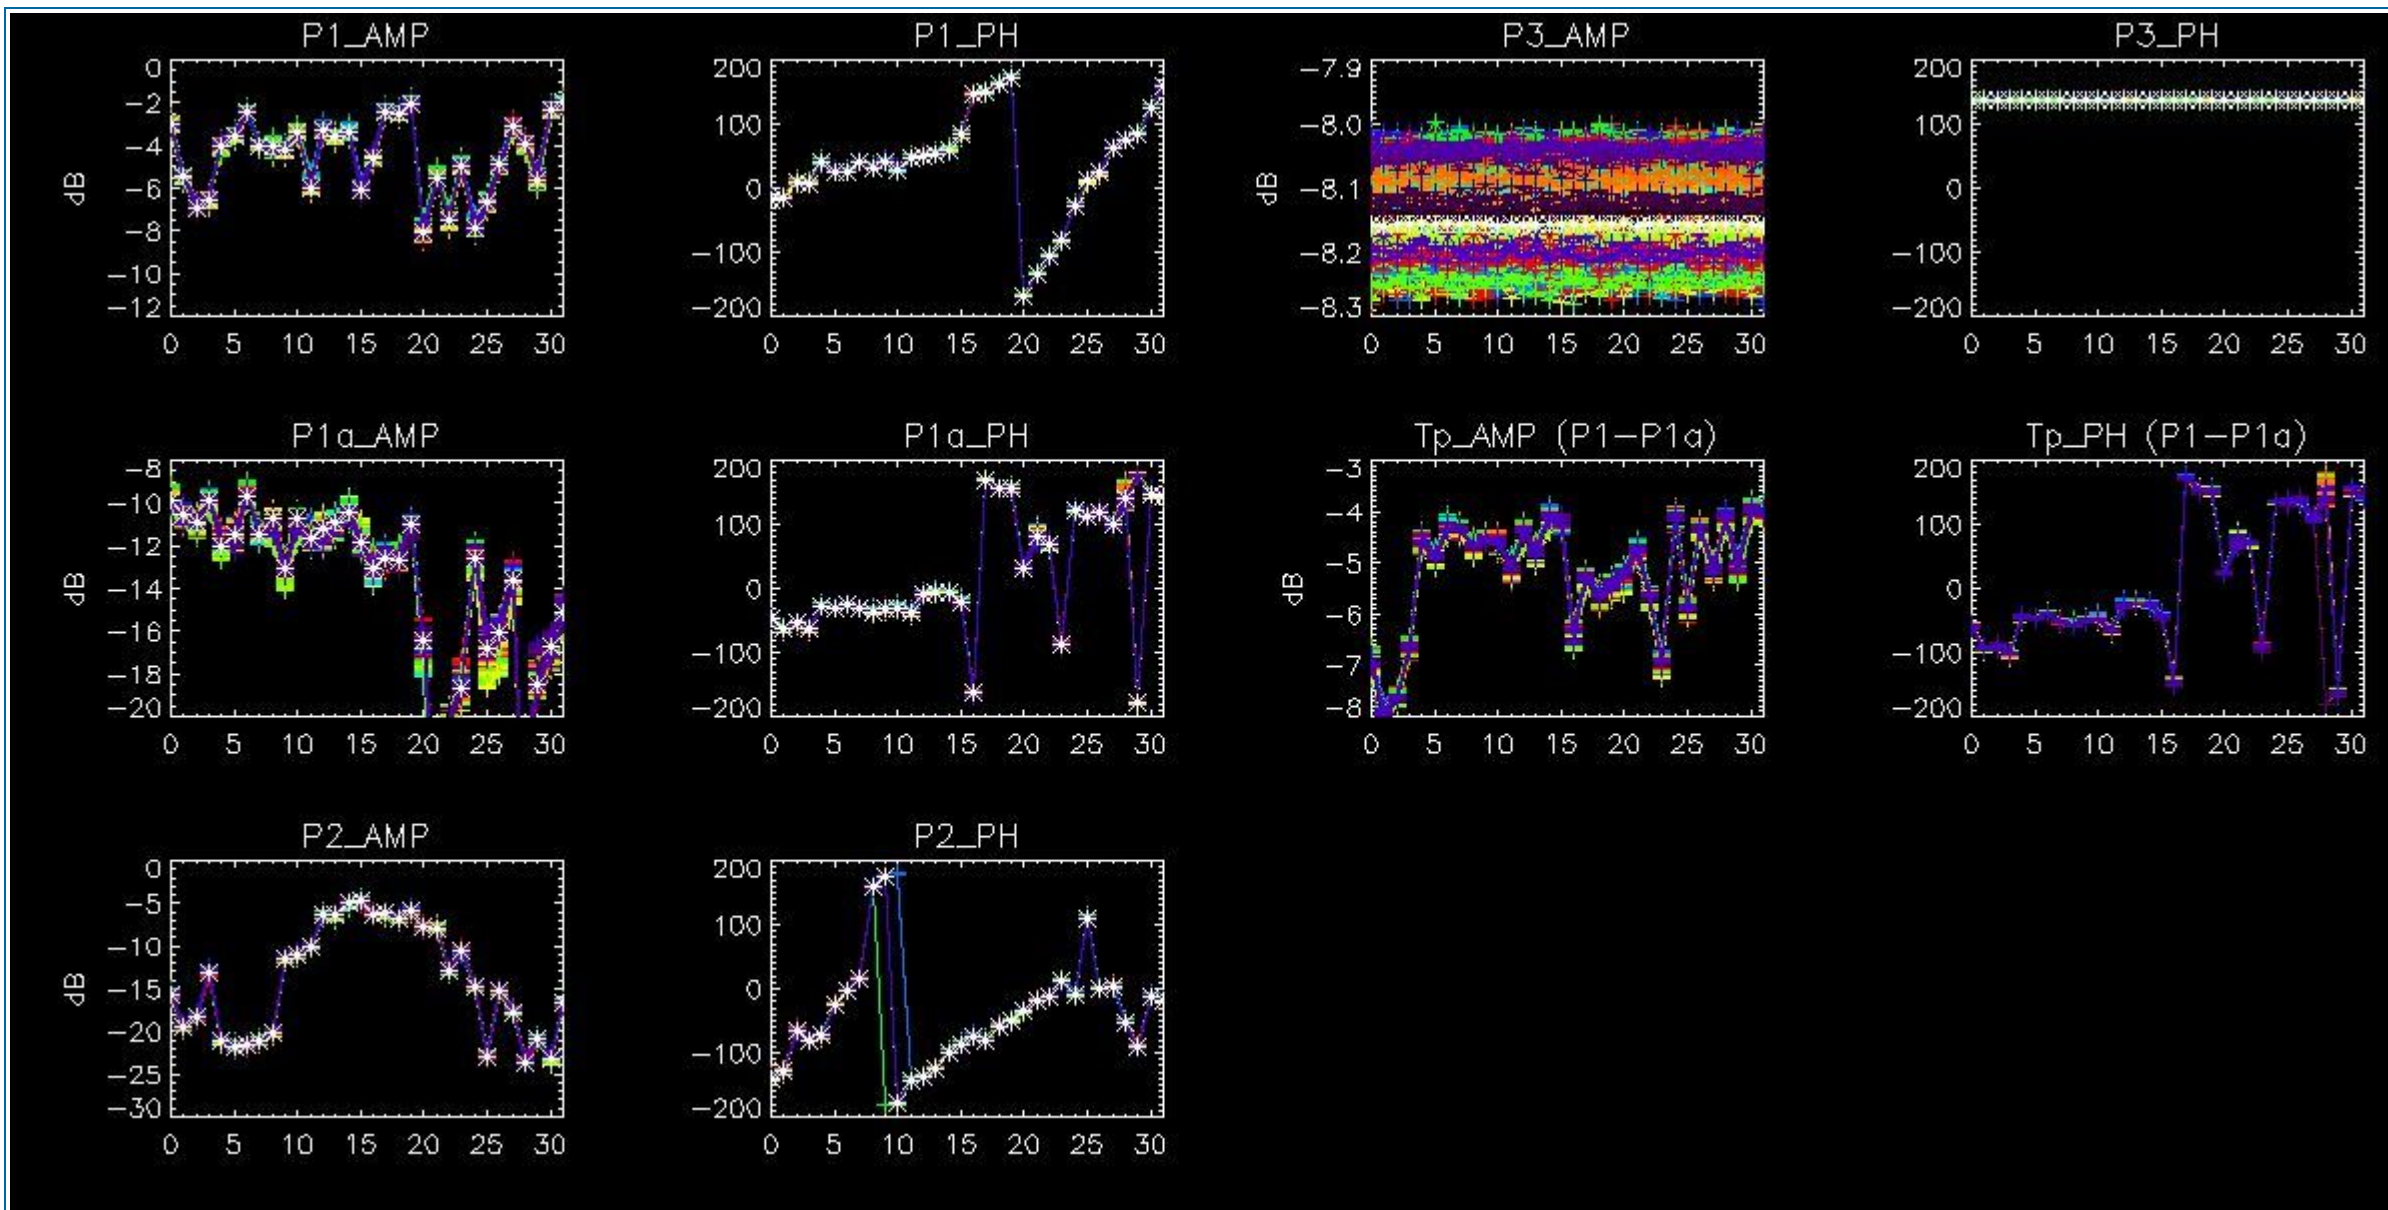 P1_AMP P1_PH P3_AMP P3_PH
0 200 −7.9 200
−2
−4 100 −8.0 100
dB −6 0 dB −8.1 0
−8
−10 −100 −8.2 −100
−12 −200 −8.3 −200
0 5 10 15 20 25 30 0 5 10 15 20 25 30 0 5 10 15 20 25 30 0 5 10 15 20 25 30
P1a_AMP P1a_PH Tp_AMP (P1−P1a) Tp_PH (P1−P1a)
−8 200 −3 200
−10 100 −4 100
−12
dB −14 0 dB −5 0
−16 −6
−18 −100 −7 −100
−20 −200 −8 −200
0 5 10 15 20 25 30 0 5 10 15 20 25 30 0 5 10 15 20 25 30 0 5 10 15 20 25 30
P2_AMP P2_PH
0 200
−5 100
−10
dB −15 0
−20 −100
−25
−30 −200
0 5 10 15 20 25 30 0 5 10 15 20 25 30